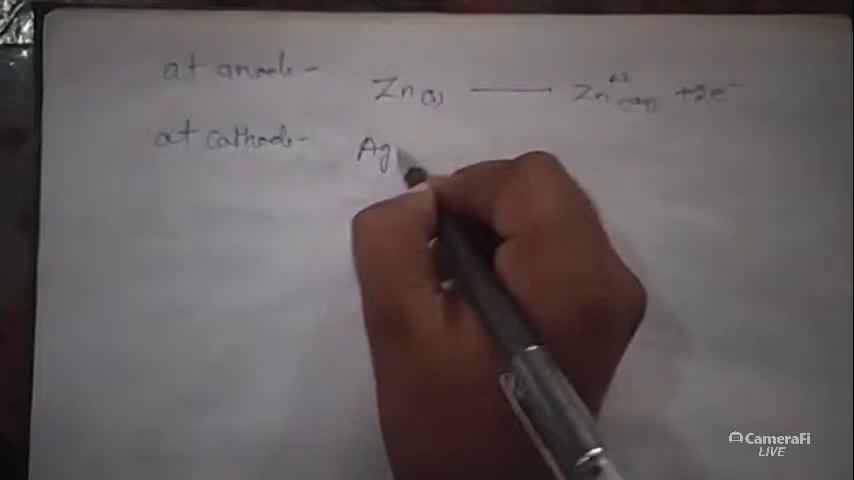 at anode - Zn(s) ⟶ Zn⁺²(aq) + 2e⁻
at cathode - Ag
CameraFi
LIVE